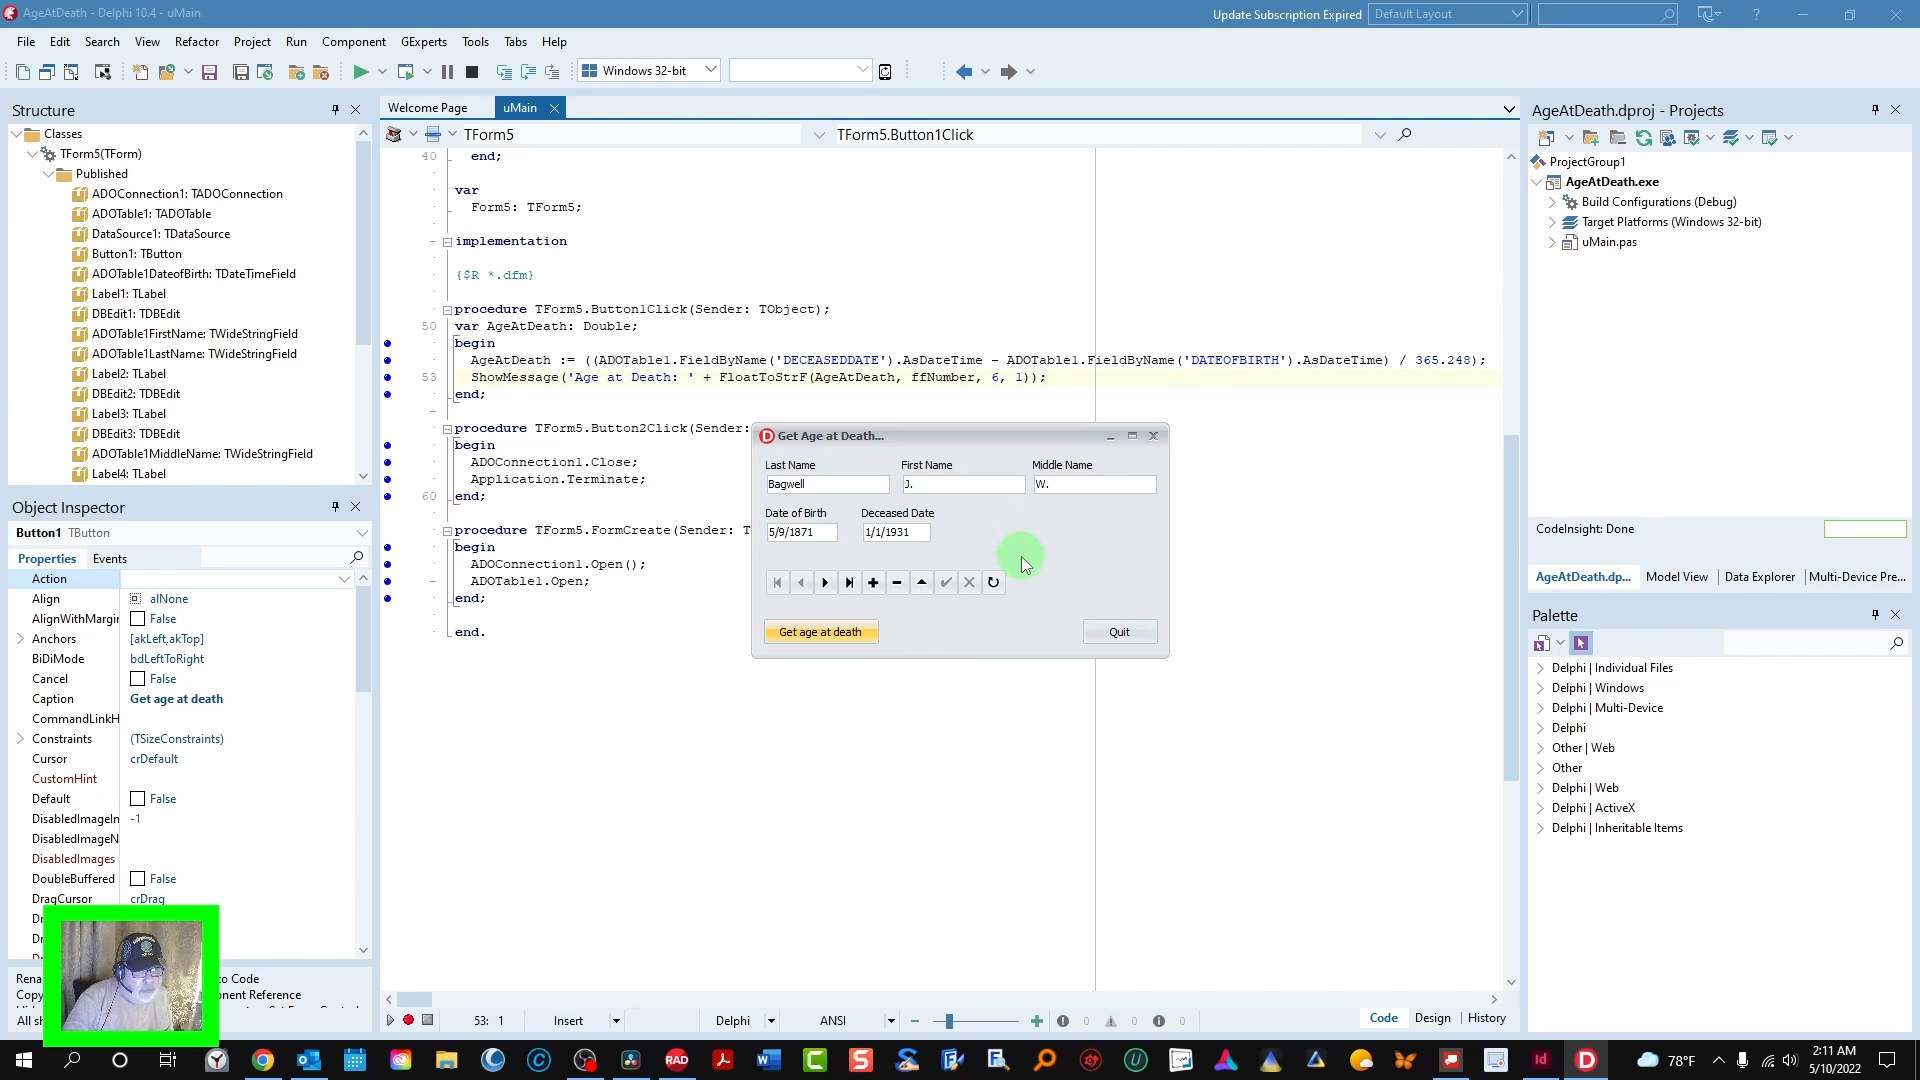 AgeAtDeath - Delphi 10.4 - uMain
Update Subscription Expired
Default Layout
File Edit Search View Refactor Project Run Component GExperts Tools Tabs Help
Windows 32-bit
Structure
Classes
TForm5(TForm)
Published
ADOConnection1: TADOConnection
ADOTable1: TADOTable
DataSource1: TDataSource
Button1: TButton
ADOTable1DateofBirth: TDateTimeField
Label1: TLabel
DBEdit1: TDBEdit
ADOTable1FirstName: TWideStringField
ADOTable1LastName: TWideStringField
Label2: TLabel
DBEdit2: TDBEdit
Label3: TLabel
DBEdit3: TDBEdit
ADOTable1MiddleName: TWideStringField
Label4: TLabel
Object Inspector
Button1 TButton
Properties Events
Action
Align alNone
AlignWithMargin False
Anchors [akLeft,akTop]
BiDiMode bdLeftToRight
Cancel False
Caption Get age at death
CommandLinkH
Constraints (TSizeConstraints)
Cursor crDefault
CustomHint
Default False
DisabledImageIn -1
DisabledImageN
DisabledImages
DoubleBuffered False
DragCursor crDrag
Rena
to Code
Copy
onent Reference
All sh
Welcome Page uMain
TForm5 TForm5.Button1Click
40 end;
var
Form5: TForm5;
implementation
{$R *.dfm}
procedure TForm5.Button1Click(Sender: TObject);
50 var AgeAtDeath: Double;
begin
AgeAtDeath := ((ADOTable1.FieldByName('DECEASEDDATE').AsDateTime - ADOTable1.FieldByName('DATEOFBIRTH').AsDateTime) / 365.248);
53 ShowMessage('Age at Death: ' + FloatToStrF(AgeAtDeath, ffNumber, 6, 1));
end;
procedure TForm5.Button2Click(Sender:
begin
ADOConnection1.Close;
Application.Terminate;
60 end;
procedure TForm5.FormCreate(Sender: T
begin
ADOConnection1.Open();
ADOTable1.Open;
end;
end.
Get Age at Death...
Last Name First Name Middle Name
Bagwell J. W.
Date of Birth Deceased Date
5/9/1871 1/1/1931
Get age at death Quit
53: 1 Insert Delphi ANSI 0 0 0
Code Design History
AgeAtDeath.dproj - Projects
ProjectGroup1
AgeAtDeath.exe
Build Configurations (Debug)
Target Platforms (Windows 32-bit)
uMain.pas
CodeInsight: Done
AgeAtDeath.dp... Model View Data Explorer Multi-Device Pre...
Palette
Delphi | Individual Files
Delphi | Windows
Delphi | Multi-Device
Delphi
Other | Web
Other
Delphi | Web
Delphi | ActiveX
Delphi | Inheritable Items
RAD
78°F
2:11 AM
5/10/2022